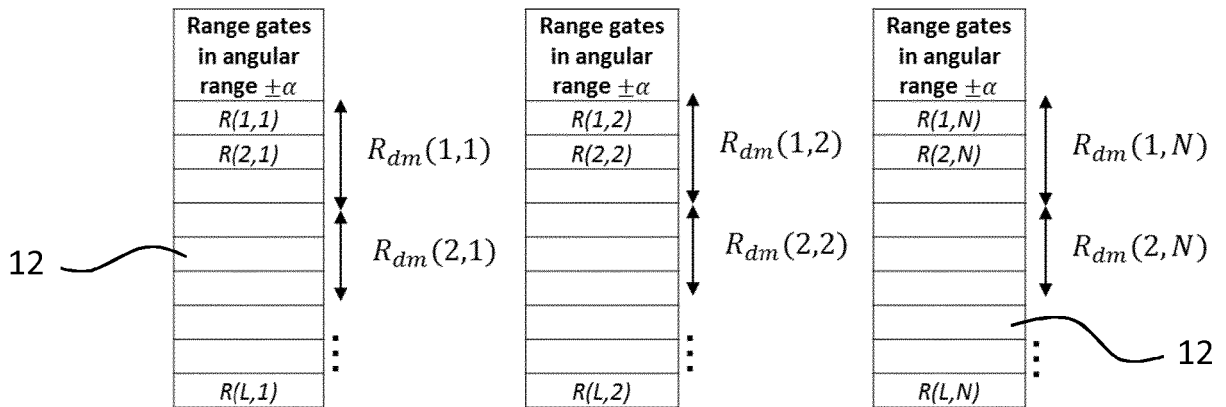 Range gates
in angular
range ±α
R(1,1)
R(2,1)
R(L,1)
R_dm(1,1)
R_dm(2,1)
⋮
12
Range gates
in angular
range ±α
R(1,2)
R(2,2)
R(L,2)
R_dm(1,2)
R_dm(2,2)
⋮
Range gates
in angular
range ±α
R(1,N)
R(2,N)
R(L,N)
R_dm(1,N)
R_dm(2,N)
⋮
12